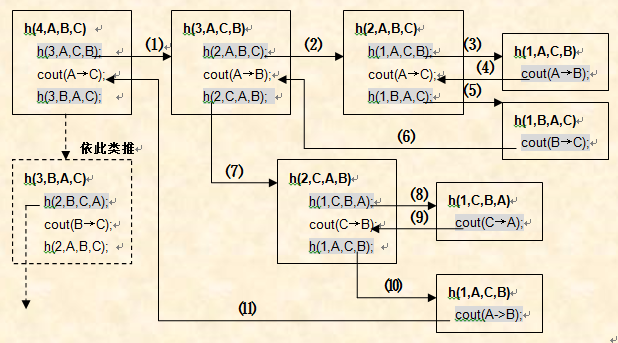 h(4,A,B,C)
h(3,A,C,B);
cout(A→C);
h(3,B,A,C);
(1)
h(3,A,C,B)
h(2,A,B,C);
cout(A→B);
h(2,C,A,B);
(2)
h(2,A,B,C)
h(1,A,C,B);
cout(A→C);
h(1,B,A,C);
(3)
(4)
(5)
h(1,A,C,B)
cout(A→B);
h(1,B,A,C)
cout(B→C);
(6)
依此类推
h(3,B,A,C)
h(2,B,C,A);
cout(B→C);
h(2,A,B,C);
(7)
h(2,C,A,B)
h(1,C,B,A);
cout(C→B);
h(1,A,C,B);
(8)
(9)
h(1,C,B,A)
cout(C→A);
(10)
(11)
h(1,A,C,B)
cout(A->B);